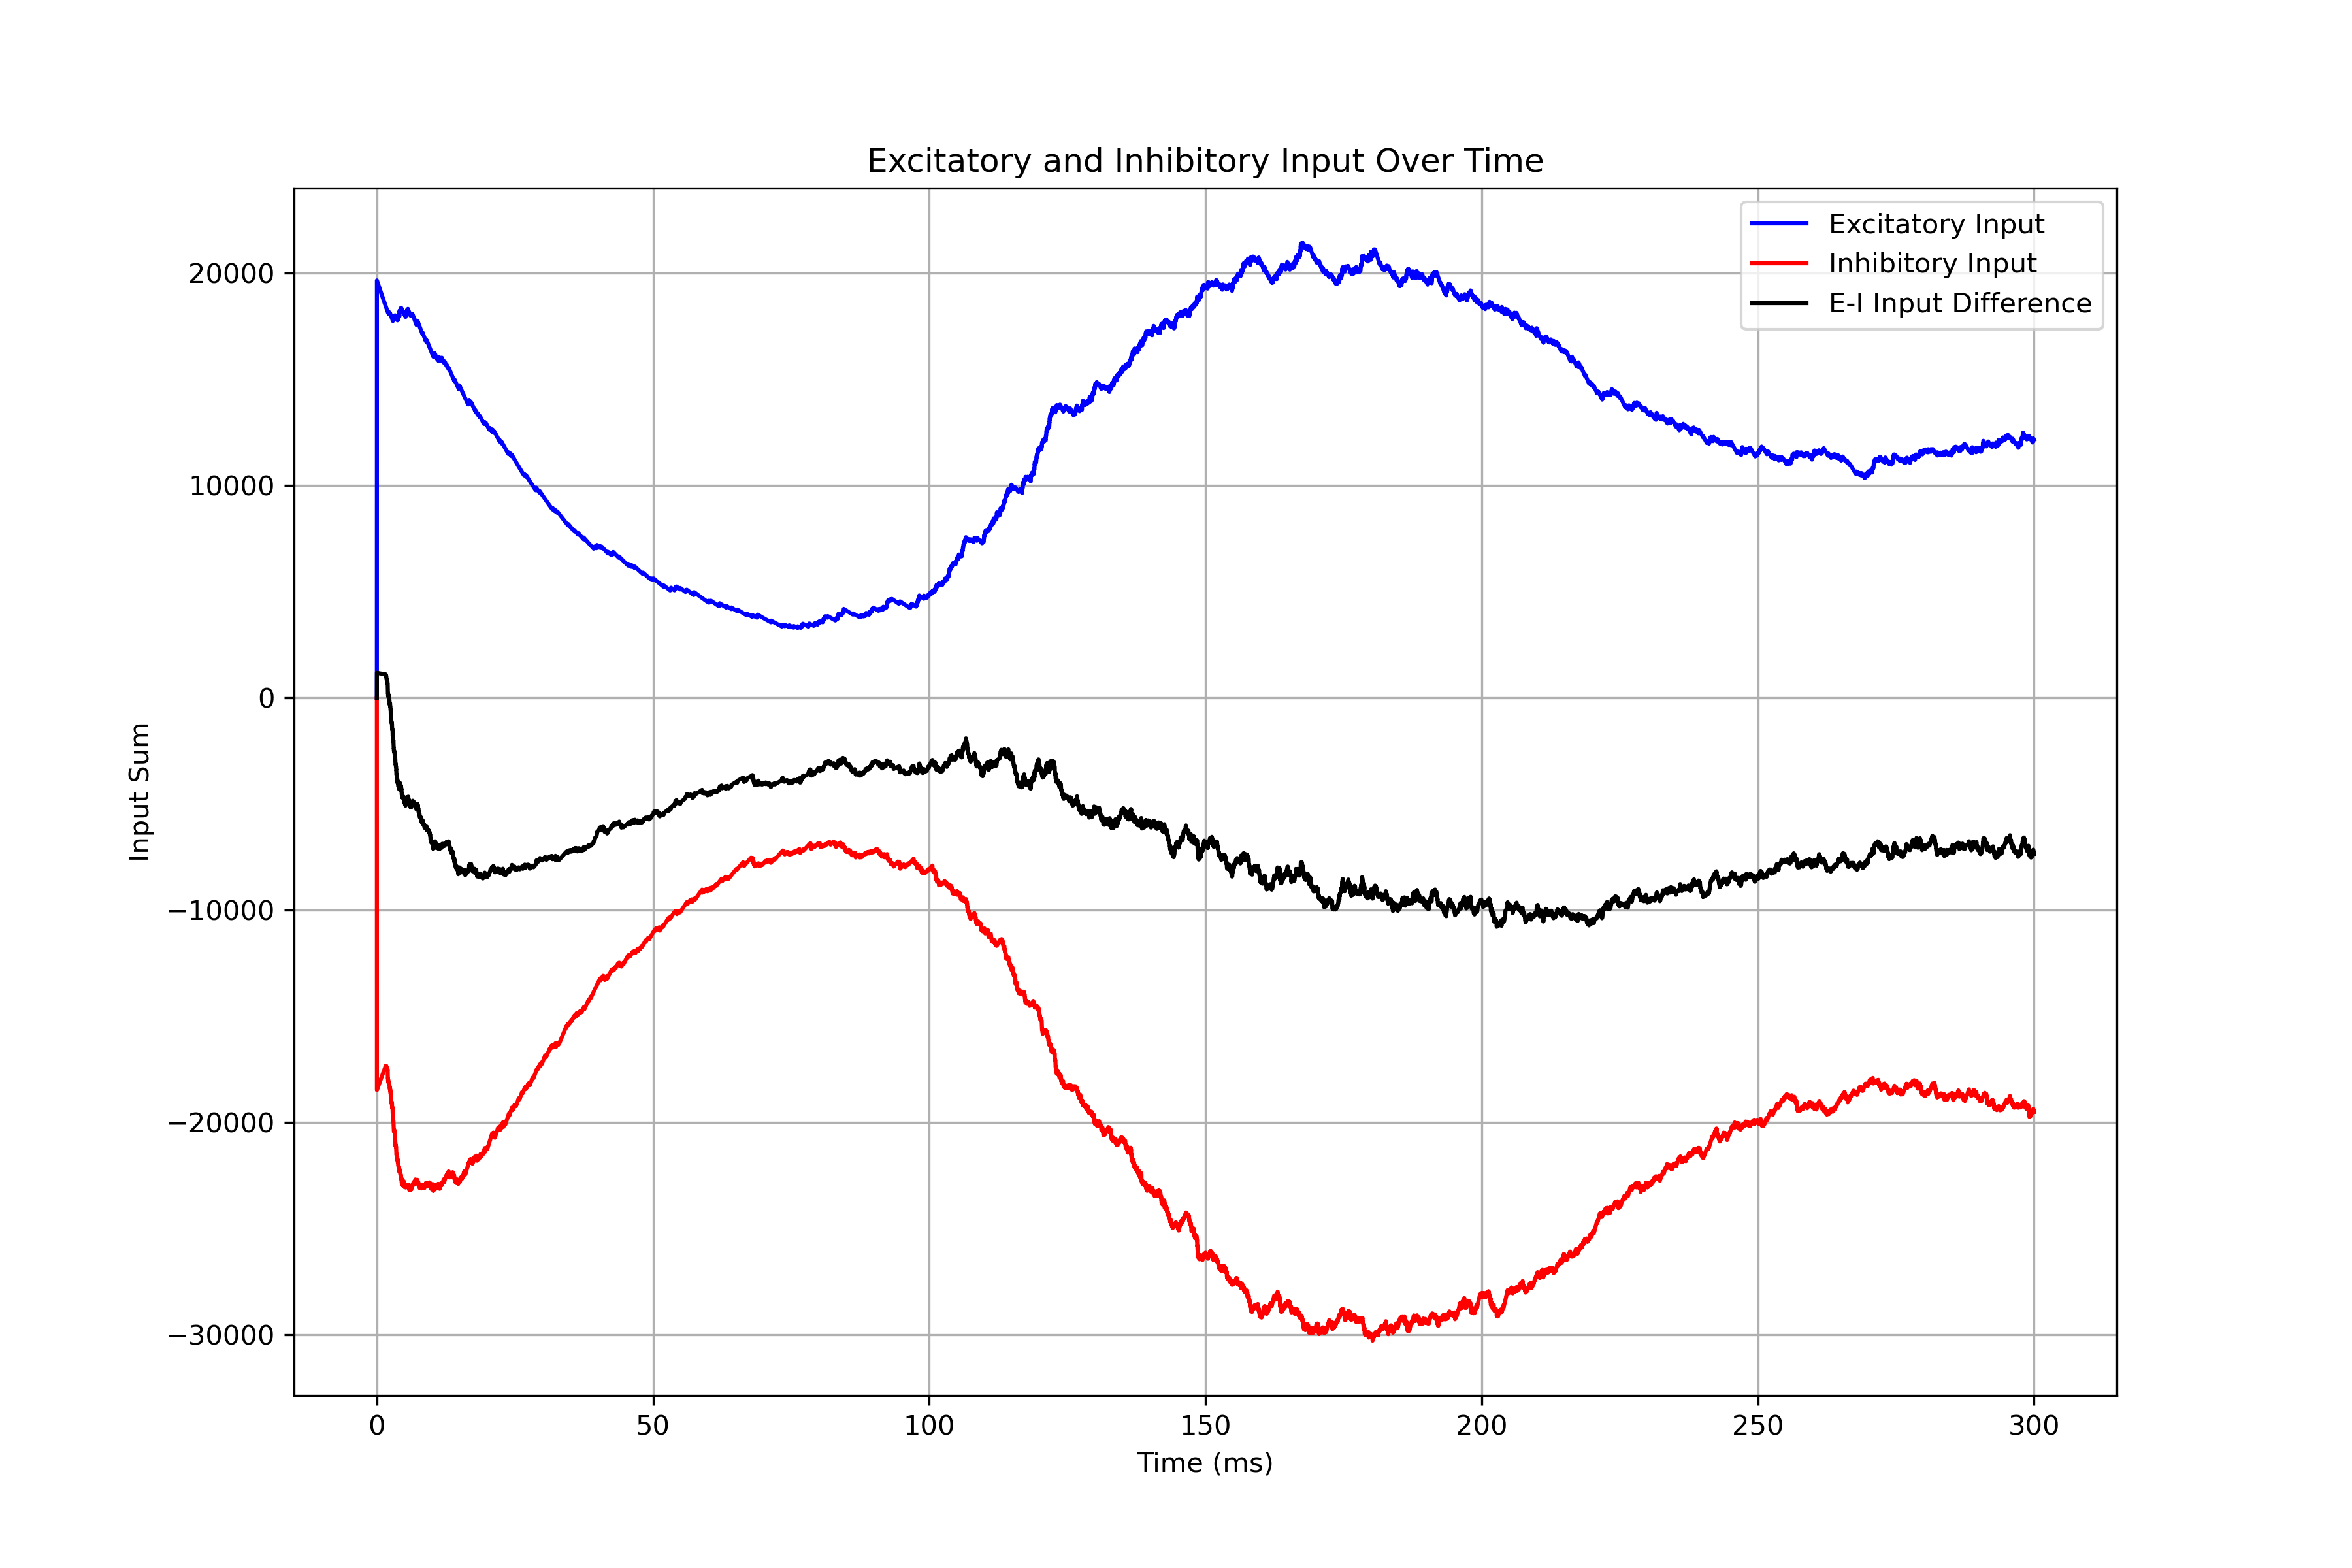 Excitatory and Inhibitory Input Over Time
Excitatory Input
Inhibitory Input
E-I Input Difference
Input Sum
20000
10000
0
−10000
−20000
−30000
0 50 100 150 200 250 300
Time (ms)